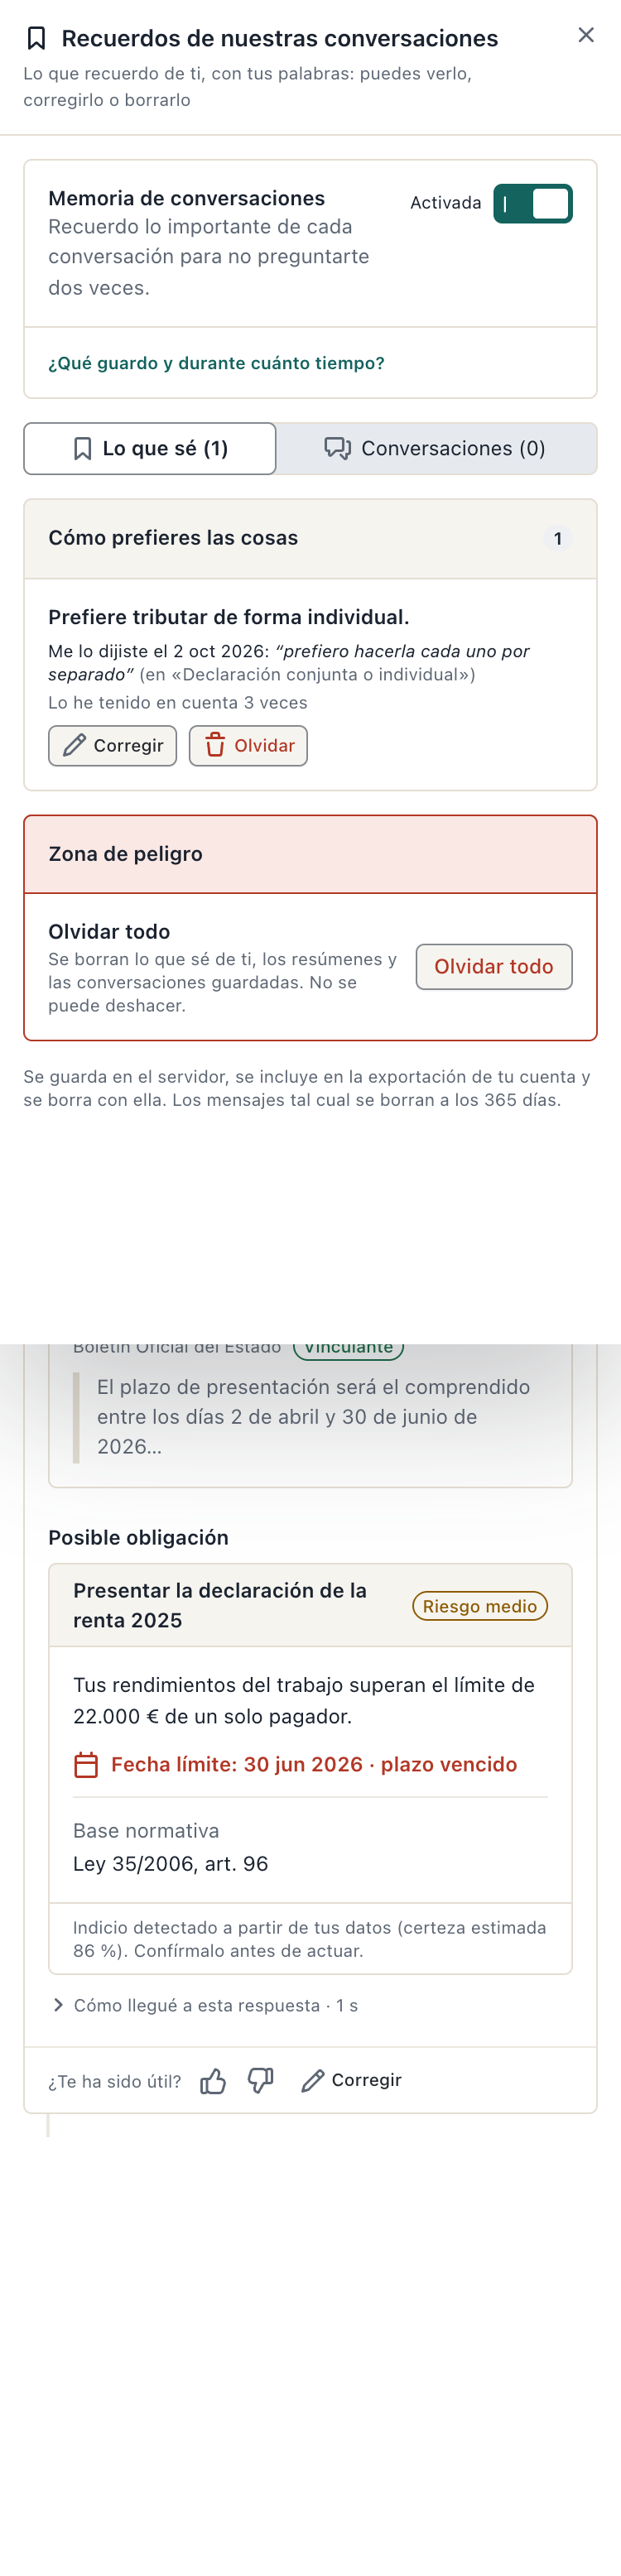 Recuerdos de nuestras conversaciones
Lo que recuerdo de ti, con tus palabras: puedes verlo,
corregirlo o borrarlo
Memoria de conversaciones
Activada
Recuerdo lo importante de cada
conversación para no preguntarte
dos veces.
¿Qué guardo y durante cuánto tiempo?
Lo que sé (1)
Conversaciones (0)
Cómo prefieres las cosas
1
Prefiere tributar de forma individual.
Me lo dijiste el 2 oct 2026: “prefiero hacerla cada uno por
separado” (en «Declaración conjunta o individual»)
Lo he tenido en cuenta 3 veces
Corregir
Olvidar
Zona de peligro
Olvidar todo
Se borran lo que sé de ti, los resúmenes y
las conversaciones guardadas. No se
puede deshacer.
Olvidar todo
Se guarda en el servidor, se incluye en la exportación de tu cuenta y
se borra con ella. Los mensajes tal cual se borran a los 365 días.
Boletín Oficial del Estado
Vinculante
El plazo de presentación será el comprendido
entre los días 2 de abril y 30 de junio de
2026...
Posible obligación
Presentar la declaración de la
renta 2025
Riesgo medio
Tus rendimientos del trabajo superan el límite de
22.000 € de un solo pagador.
Fecha límite: 30 jun 2026 · plazo vencido
Base normativa
Ley 35/2006, art. 96
Indicio detectado a partir de tus datos (certeza estimada
86 %). Confírmalo antes de actuar.
Cómo llegué a esta respuesta · 1 s
¿Te ha sido útil?
Corregir